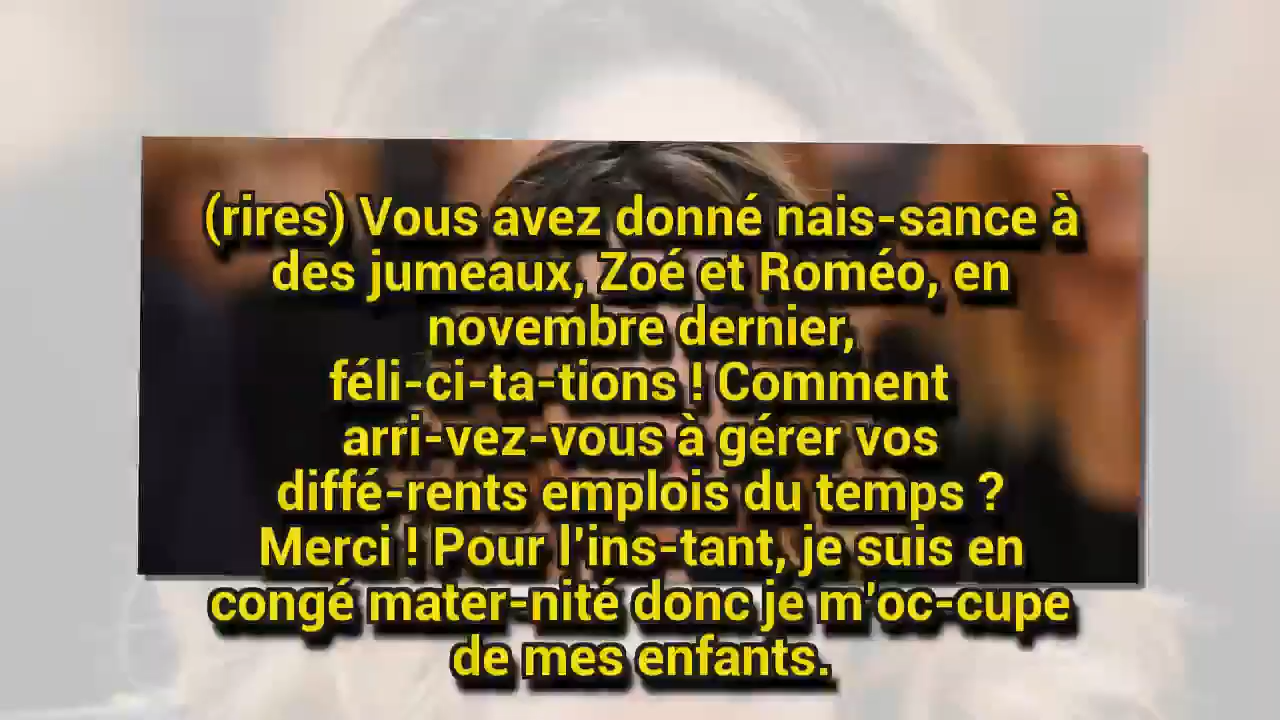 (rires) Vous avez donné nais-sance à
des jumeaux, Zoé et Roméo, en
novembre dernier,
féli-ci-ta-tions ! Comment
arri-vez-vous à gérer vos
diffé-rents emplois du temps ?
Merci ! Pour l'ins-tant, je suis en
congé mater-nité donc je m'oc-cupe
de mes enfants.